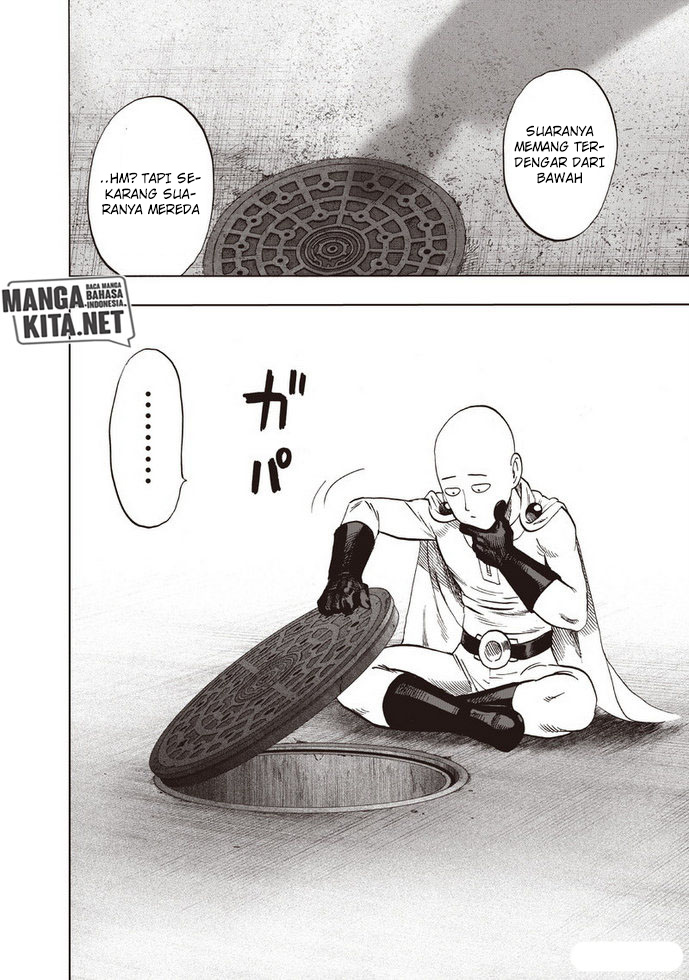 SUARANYA
MEMANG TER-
DENGAR DARI
BAWAH
..HM? TAPI SE-
KARANG SUA-
RANYA MEREDA
MANGA
KITA.NET
BACA MANGA
BAHASA
INDONESIA.
.........
ガパ